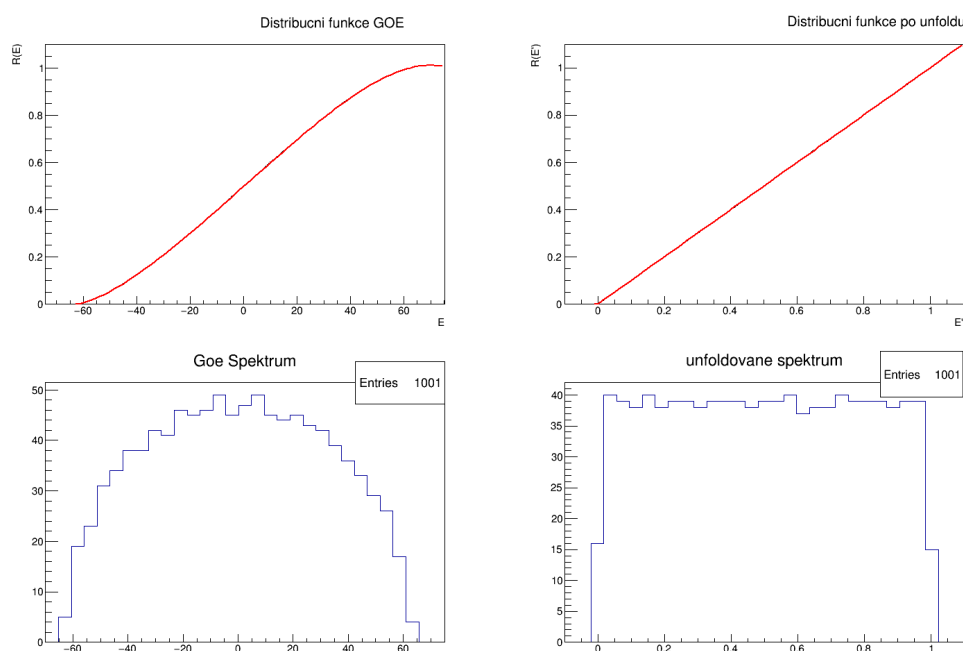 Distribucni funkce GOE
R(E)
1
0.8
0.6
0.4
0.2
0
−60 −40 −20 0 20 40 60
E
Distribucni funkce po unfoldu
R(E')
1
0.8
0.6
0.4
0.2
0
0 0.2 0.4 0.6 0.8 1
E'
Goe Spektrum
Entries 1001
50
40
30
20
10
0
−60 −40 −20 0 20 40 60
unfoldovane spektrum
Entries 1001
40
35
30
25
20
15
10
5
0
0 0.2 0.4 0.6 0.8 1